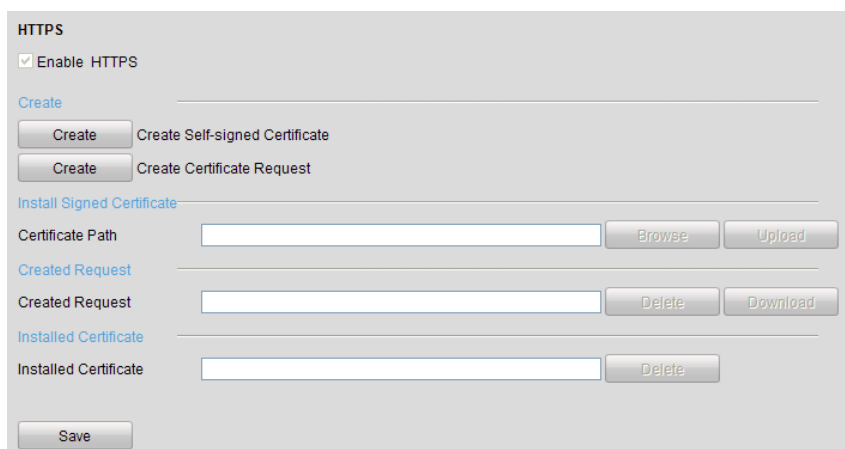 HTTPS
Enable HTTPS
Create
Create Create Self-signed Certificate
Create Create Certificate Request
Install Signed Certificate
Certificate Path Browse Upload
Created Request
Created Request Delete Download
Installed Certificate
Installed Certificate Delete
Save